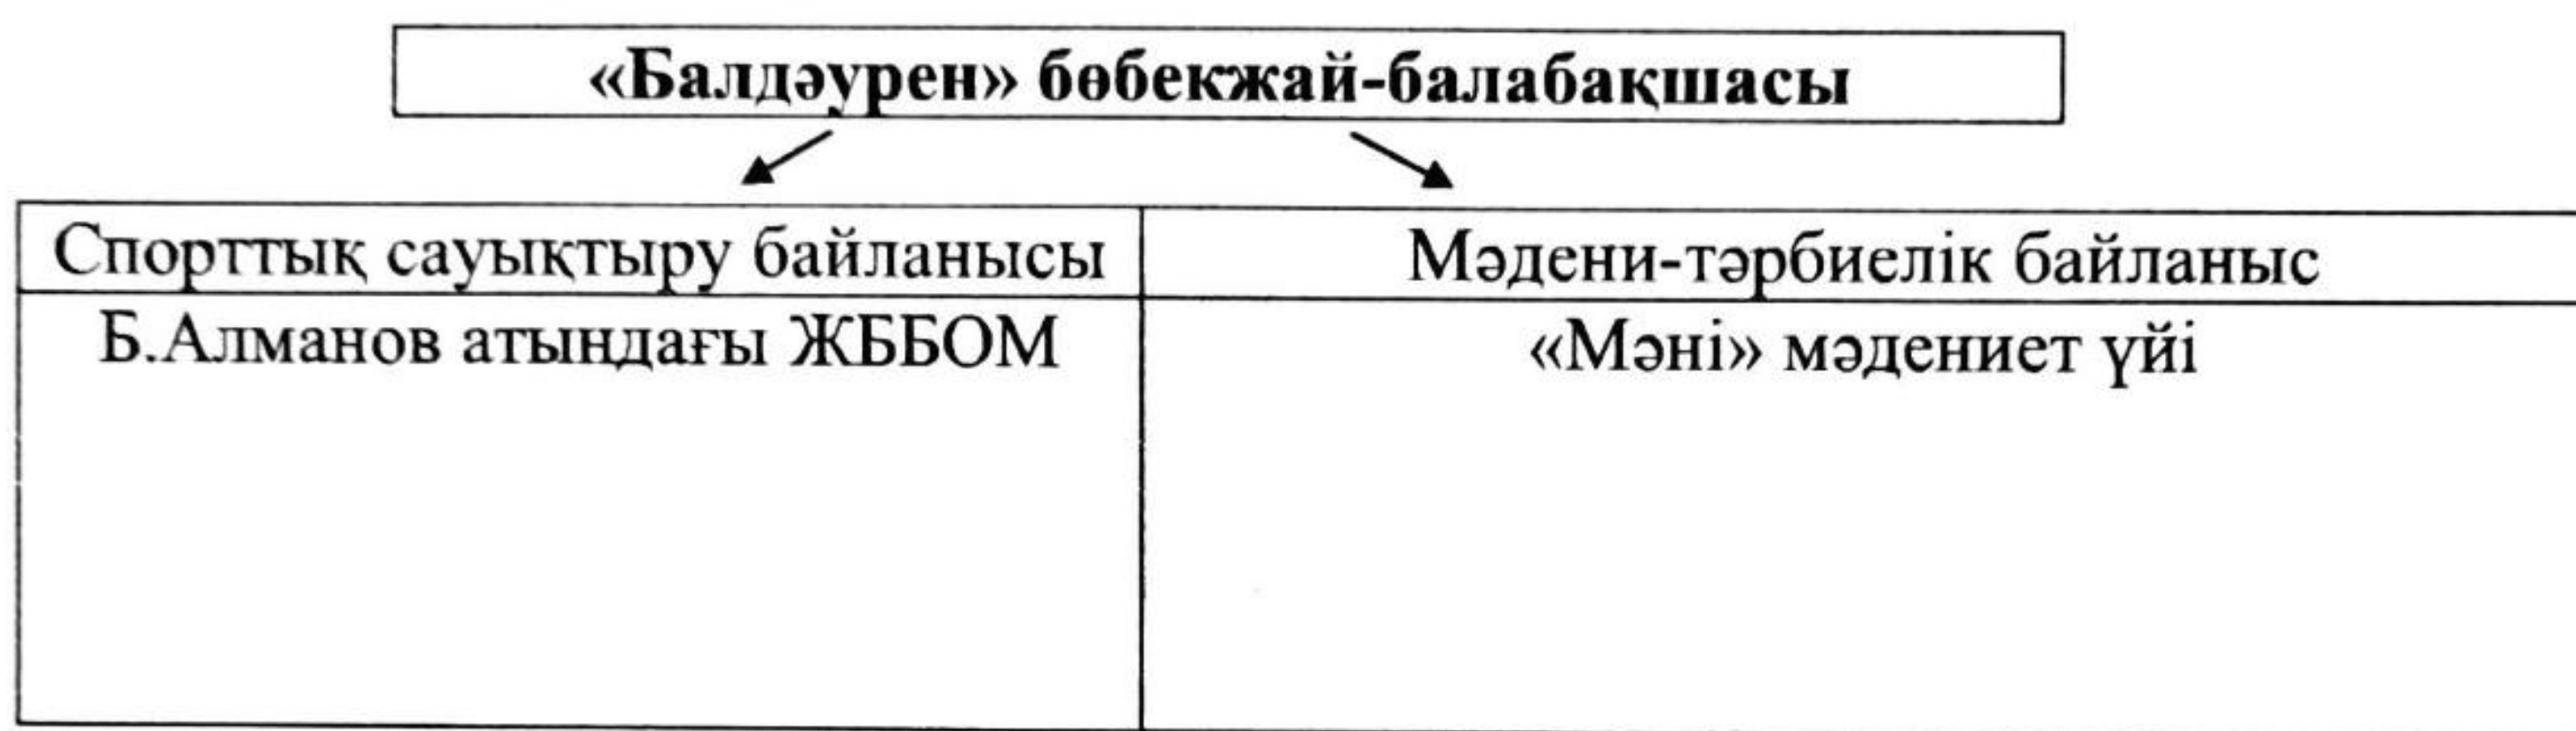 «Балдәурен» бөбекжай-балабақшасы
Спорттық сауықтыру байланысы
Мәдени-тәрбиелік байланыс
Б.Алманов атындағы ЖББОМ
«Мәні» мәдениет үйі